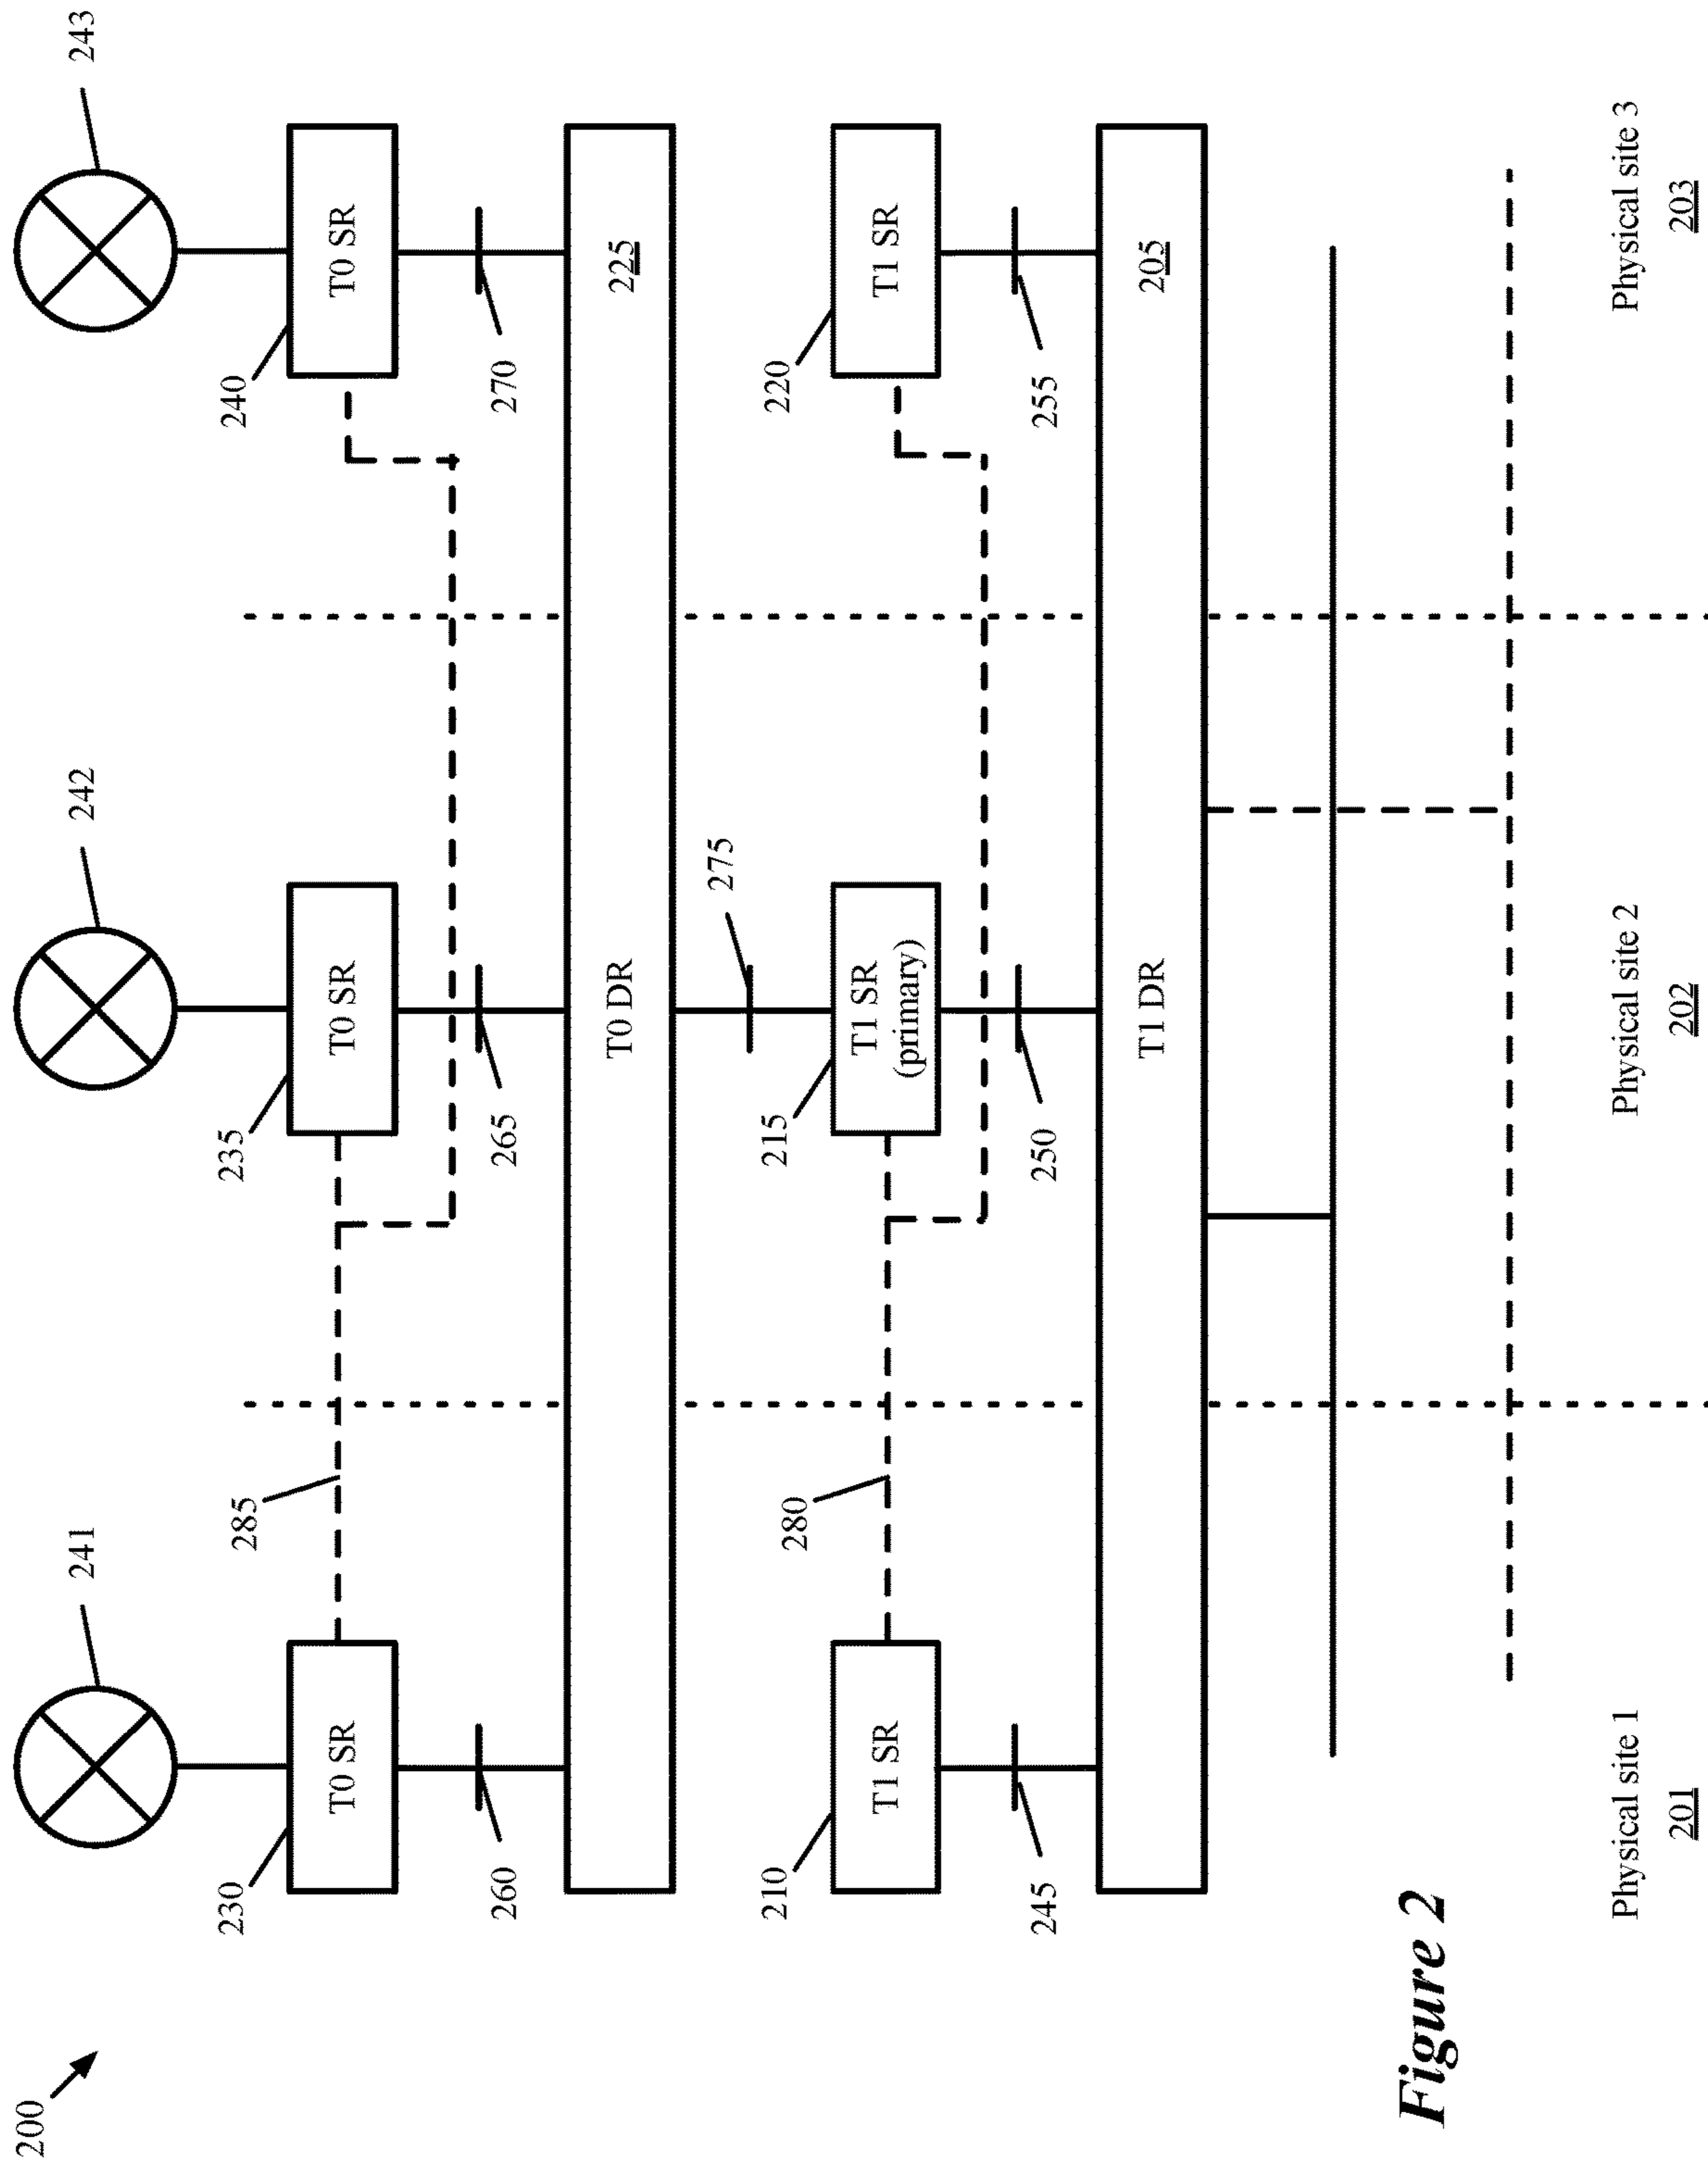 200
241
242
243
230
T0 SR
285
235
T0 SR
240
T0 SR
260
265
270
T0 DR
225
275
210
T1 SR
280
215
T1 SR
(primary)
220
T1 SR
245
250
255
T1 DR
205
Figure 2
Physical site 1
201
Physical site 2
202
Physical site 3
203